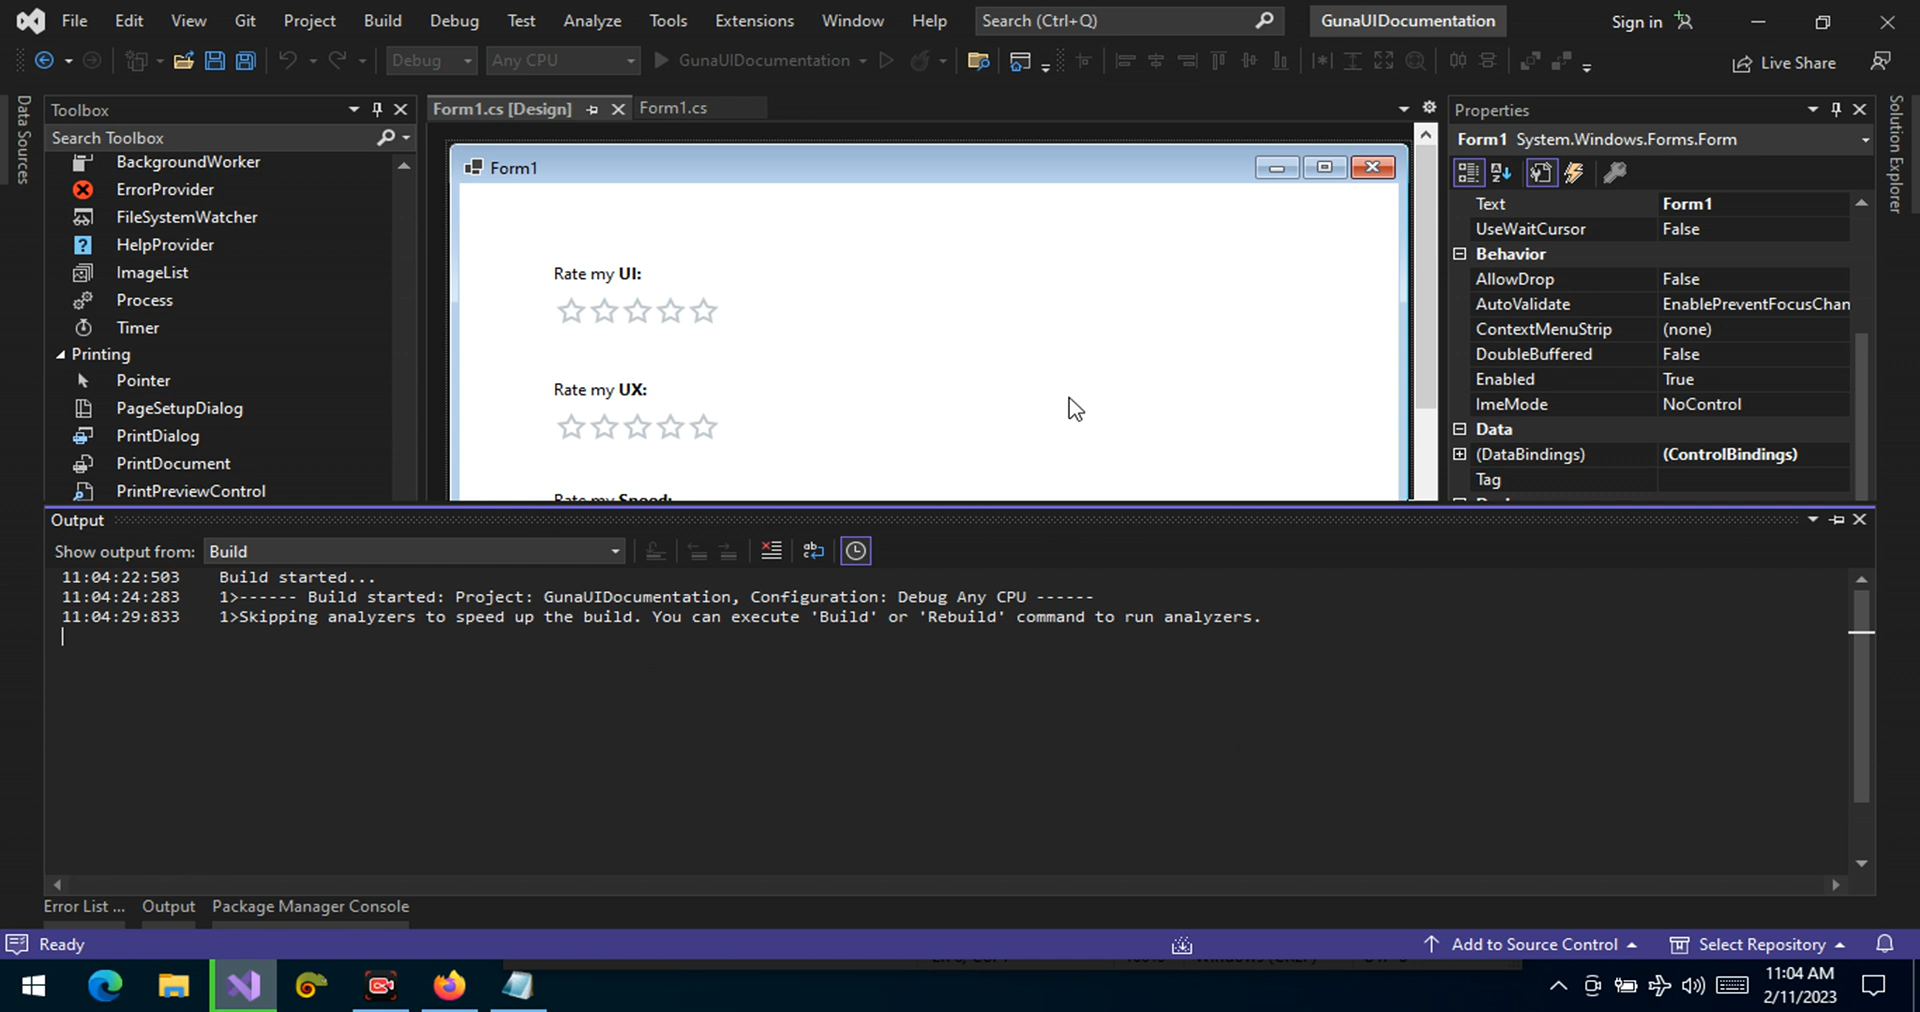 File Edit View Git Project Build Debug Test Analyze Tools Extensions Window Help Search (Ctrl+Q) GunaUIDocumentation Sign in
Debug Any CPU GunaUIDocumentation Live Share
Data Sources
Toolbox
Search Toolbox
BackgroundWorker
ErrorProvider
FileSystemWatcher
HelpProvider
ImageList
Process
Timer
Printing
Pointer
PageSetupDialog
PrintDialog
PrintDocument
PrintPreviewControl
Form1.cs [Design] Form1.cs
Form1
Rate my UI:
Rate my UX:
Rate my Speed:
Properties
Form1 System.Windows.Forms.Form
Text Form1
UseWaitCursor False
Behavior
AllowDrop False
AutoValidate EnablePreventFocusChan
ContextMenuStrip (none)
DoubleBuffered False
Enabled True
ImeMode NoControl
Data
(DataBindings) (ControlBindings)
Tag
Solution Explorer
Output
Show output from: Build
11:04:22:503 Build started...
11:04:24:283 1>------ Build started: Project: GunaUIDocumentation, Configuration: Debug Any CPU ------
11:04:29:833 1>Skipping analyzers to speed up the build. You can execute 'Build' or 'Rebuild' command to run analyzers.
Error List ... Output Package Manager Console
Ready Add to Source Control Select Repository
11:04 AM
2/11/2023